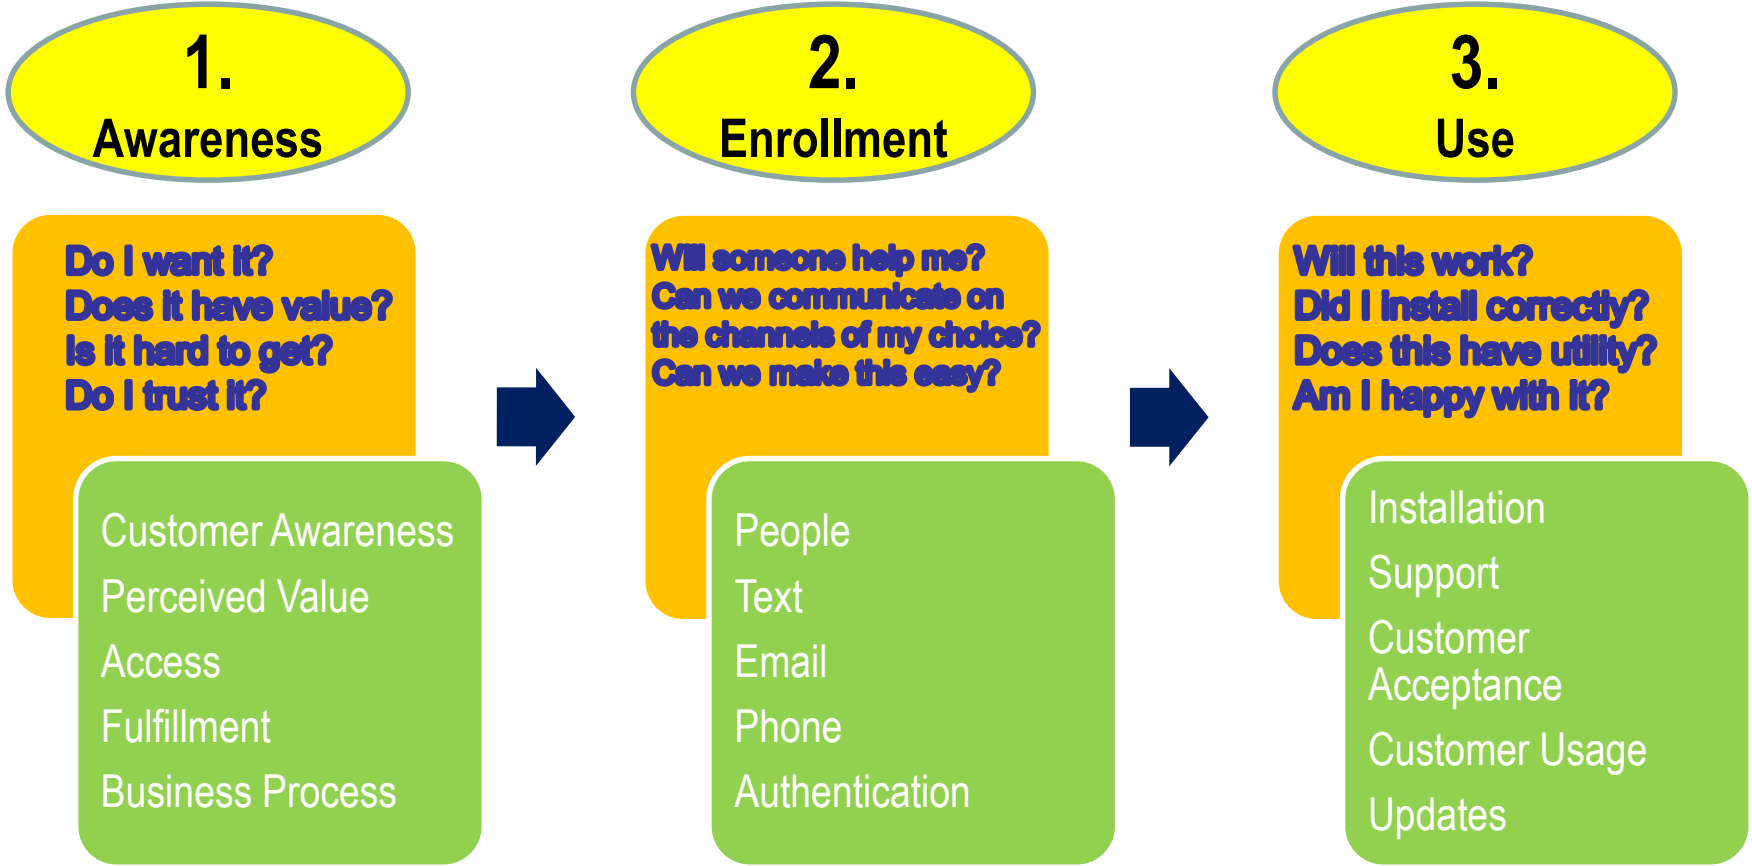 1.
Awareness
Do I want it?
Does it have value?
Is it hard to get?
Do I trust it?
Customer Awareness
Perceived Value
Access
Fulfillment
Business Process
2.
Enrollment
Will someone help me?
Can we communicate on
the channels of my choice?
Can we make this easy?
People
Text
Email
Phone
Authentication
3.
Use
Will this work?
Did I install correctly?
Does this have utility?
Am I happy with it?
Installation
Support
Customer
Acceptance
Customer Usage
Updates